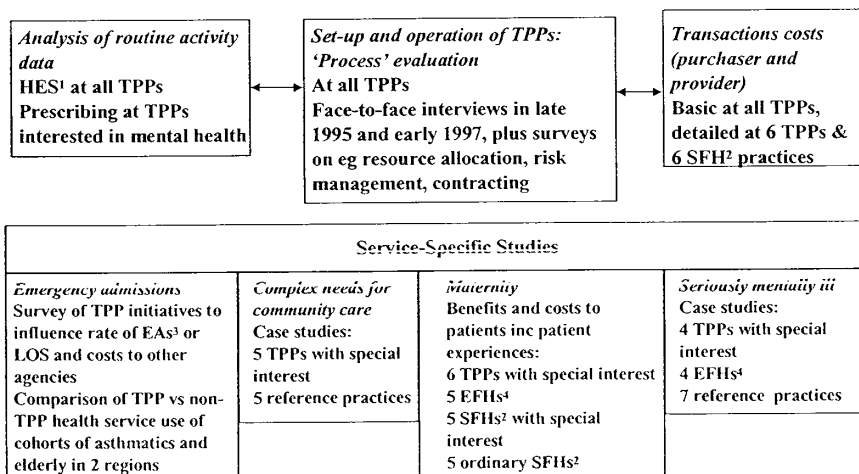 Analysis of routine activity
data
HES¹ at all TPPs
Prescribing at TPPs
interested in mental health
Set-up and operation of TPPs:
‘Process’ evaluation
At all TPPs
Face-to-face interviews in late
1995 and early 1997, plus surveys
on eg resource allocation, risk
management, contracting
Transactions costs
(purchaser and
provider)
Basic at all TPPs,
detailed at 6 TPPs &
6 SFH² practices
Service-Specific Studies
Emergency admissions
Survey of TPP initiatives to
influence rate of EAs³ or
LOS and costs to other
agencies
Comparison of TPP vs non-
TPP health service use of
cohorts of asthmatics and
elderly in 2 regions
Complex needs for
community care
Case studies:
5 TPPs with special
interest
5 reference practices
Maternity
Benefits and costs to
patients inc patient
experiences:
6 TPPs with special interest
5 EFHs⁴
5 SFHs² with special
interest
5 ordinary SFHs²
Seriously mentally ill
Case studies:
4 TPPs with special
interest
4 EFHs⁴
7 reference practices